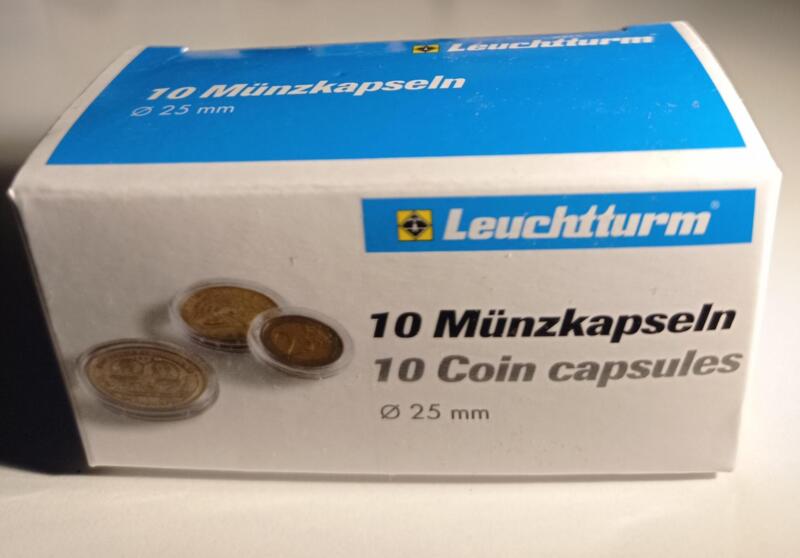 Leuchtturm
10 Münzkapseln
Ø 25 mm
Leuchtturm®
10 Münzkapseln
10 Coin capsules
Ø 25 mm